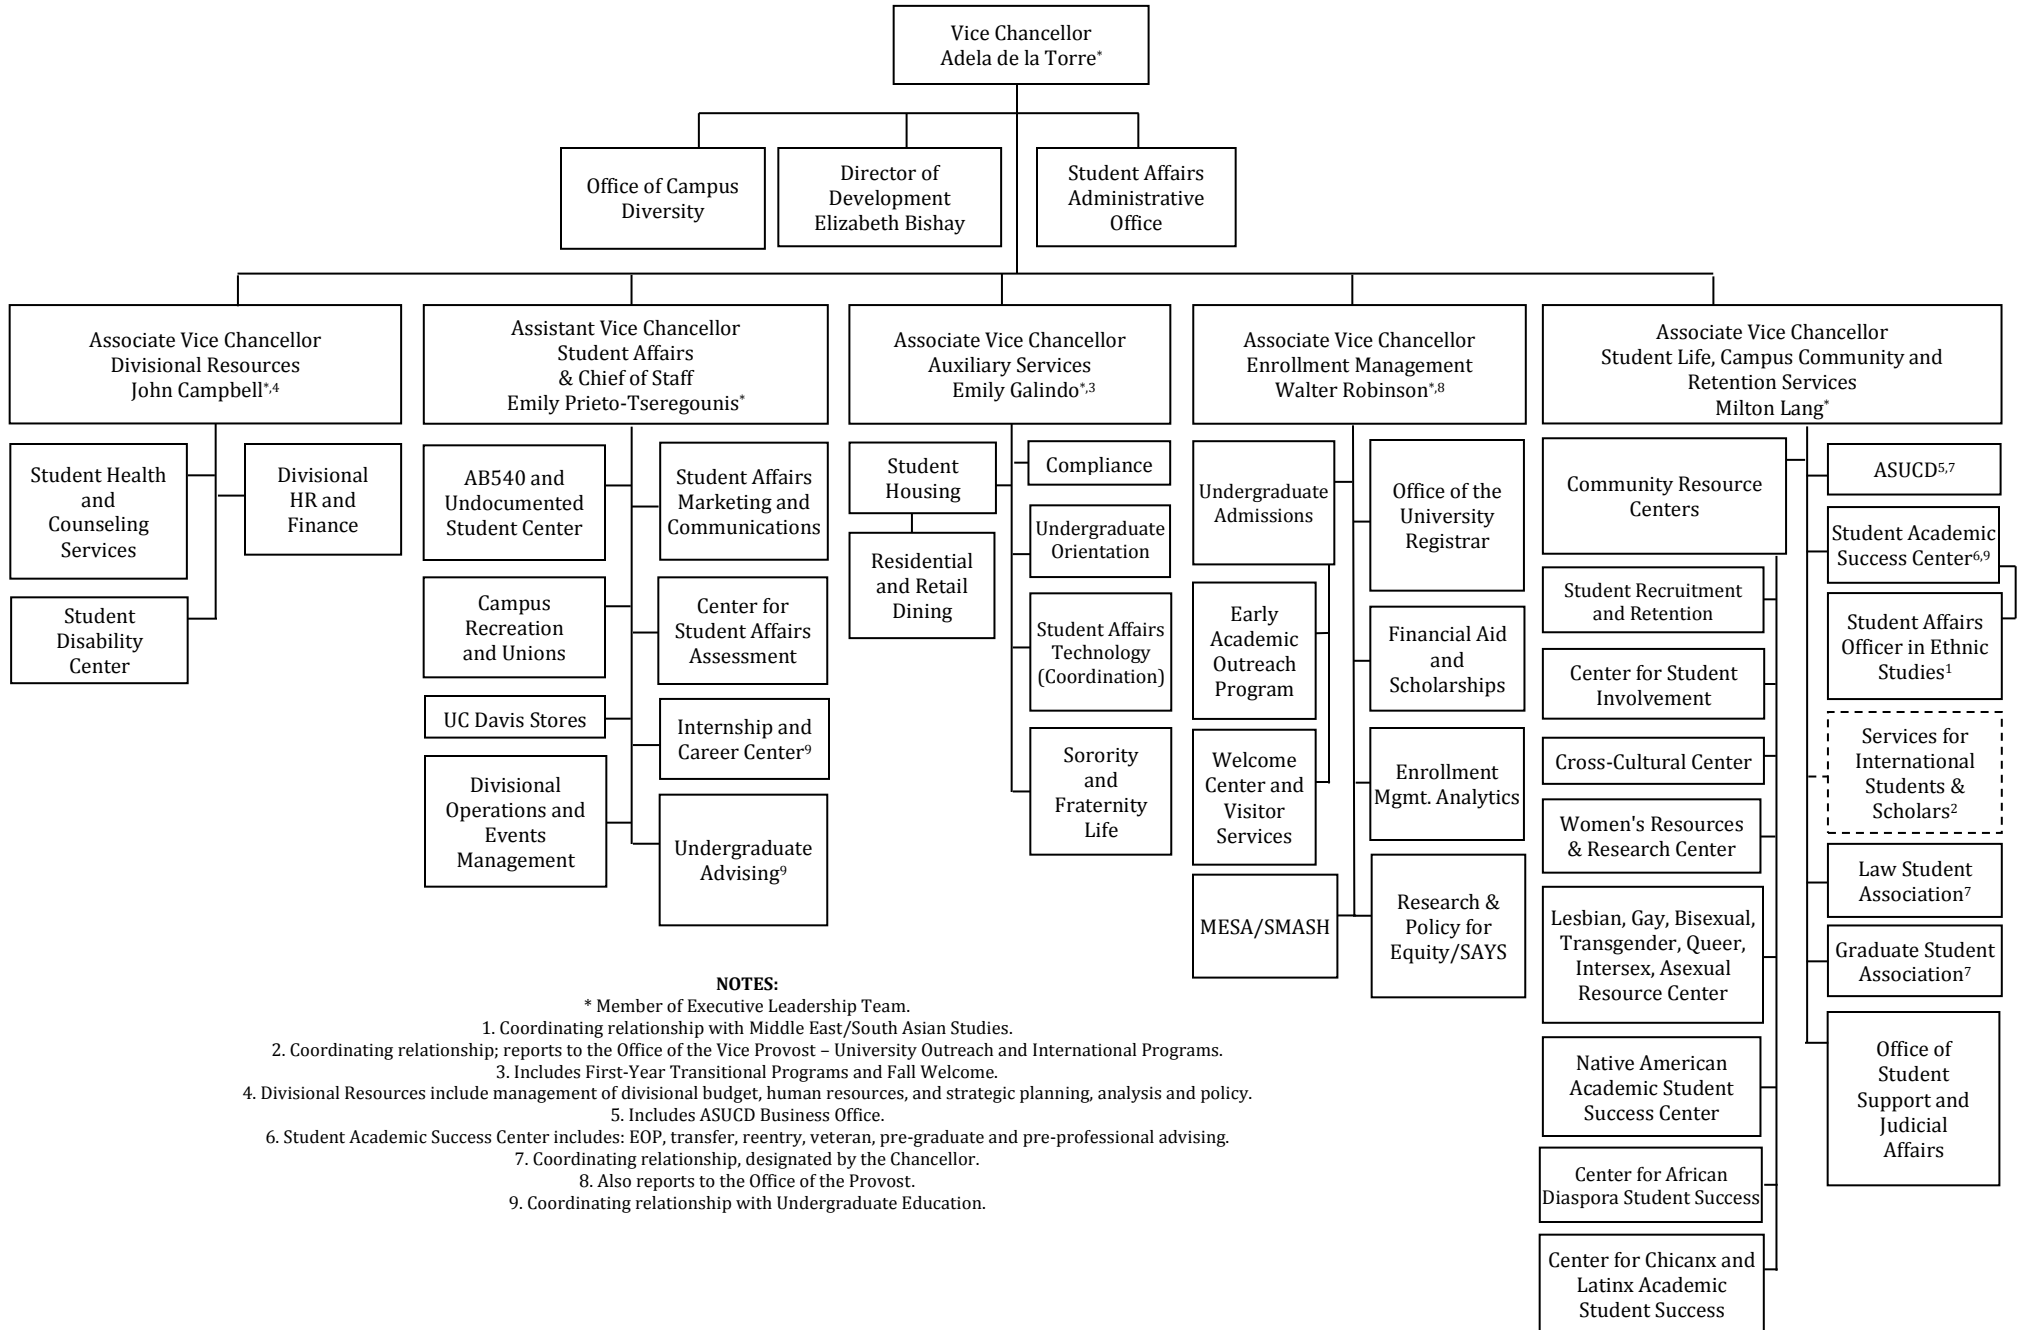 Vice Chancellor
Adela de la Torre*
Office of Campus
Diversity
Director of
Development
Elizabeth Bishay
Student Affairs
Administrative
Office
Associate Vice Chancellor
Divisional Resources
John Campbell*,4
Assistant Vice Chancellor
Student Affairs
& Chief of Staff
Emily Prieto-Tseregounis*
Associate Vice Chancellor
Auxiliary Services
Emily Galindo*,3
Associate Vice Chancellor
Enrollment Management
Walter Robinson*,8
Associate Vice Chancellor
Student Life, Campus Community and
Retention Services
Milton Lang*
Student Health
and
Counseling
Services
Divisional
HR and
Finance
Student
Disability
Center
AB540 and
Undocumented
Student Center
Student Affairs
Marketing and
Communications
Campus
Recreation
and Unions
Center for
Student Affairs
Assessment
UC Davis Stores
Internship and
Career Center9
Divisional
Operations and
Events
Management
Undergraduate
Advising9
Student
Housing
Compliance
Residential
and Retail
Dining
Undergraduate
Orientation
Student Affairs
Technology
(Coordination)
Sorority
and
Fraternity
Life
Undergraduate
Admissions
Office of the
University
Registrar
Early
Academic
Outreach
Program
Financial Aid
and
Scholarships
Welcome
Center and
Visitor
Services
Enrollment
Mgmt. Analytics
MESA/SMASH
Research &
Policy for
Equity/SAYS
Community Resource
Centers
Student Recruitment
and Retention
Center for Student
Involvement
Cross-Cultural Center
Women's Resources
& Research Center
Lesbian, Gay, Bisexual,
Transgender, Queer,
Intersex, Asexual
Resource Center
Native American
Academic Student
Success Center
Center for African
Diaspora Student Success
Center for Chicanx and
Latinx Academic
Student Success
ASUCD5,7
Student Academic
Success Center6,9
Student Affairs
Officer in Ethnic
Studies1
Services for
International
Students &
Scholars2
Law Student
Association7
Graduate Student
Association7
Office of
Student
Support and
Judicial
Affairs
NOTES:
* Member of Executive Leadership Team.
1. Coordinating relationship with Middle East/South Asian Studies.
2. Coordinating relationship; reports to the Office of the Vice Provost – University Outreach and International Programs.
3. Includes First-Year Transitional Programs and Fall Welcome.
4. Divisional Resources include management of divisional budget, human resources, and strategic planning, analysis and policy.
5. Includes ASUCD Business Office.
6. Student Academic Success Center includes: EOP, transfer, reentry, veteran, pre-graduate and pre-professional advising.
7. Coordinating relationship, designated by the Chancellor.
8. Also reports to the Office of the Provost.
9. Coordinating relationship with Undergraduate Education.